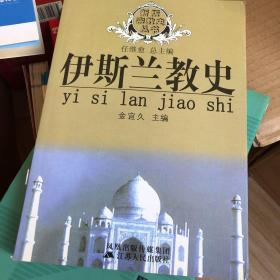 任继愈 总主编
伊斯兰教史
yi si lan jiao shi
金宜久 主编
凤凰出版传媒集团
江苏人民出版社